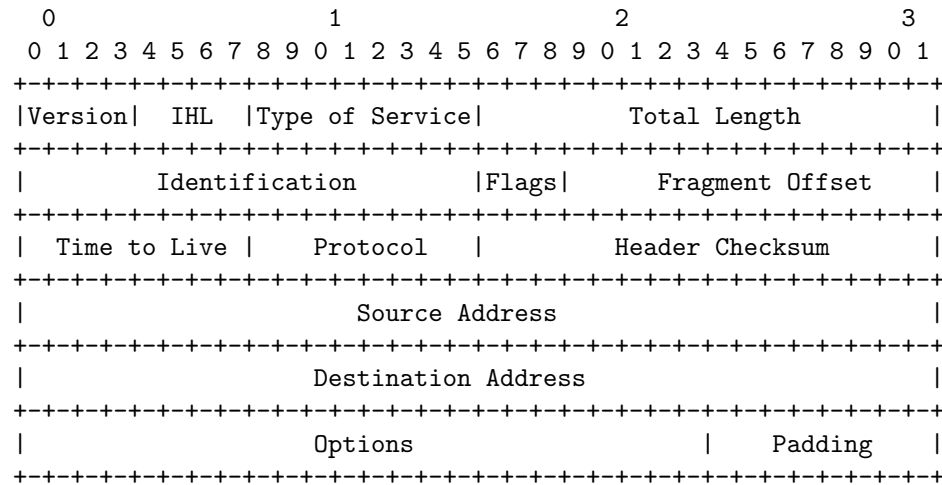 0                   1                   2                   3
 0 1 2 3 4 5 6 7 8 9 0 1 2 3 4 5 6 7 8 9 0 1 2 3 4 5 6 7 8 9 0 1
+-+-+-+-+-+-+-+-+-+-+-+-+-+-+-+-+-+-+-+-+-+-+-+-+-+-+-+-+-+-+-+-+
|Version|  IHL  |Type of Service|          Total Length         |
+-+-+-+-+-+-+-+-+-+-+-+-+-+-+-+-+-+-+-+-+-+-+-+-+-+-+-+-+-+-+-+-+
|         Identification        |Flags|      Fragment Offset    |
+-+-+-+-+-+-+-+-+-+-+-+-+-+-+-+-+-+-+-+-+-+-+-+-+-+-+-+-+-+-+-+-+
|  Time to Live |    Protocol   |         Header Checksum       |
+-+-+-+-+-+-+-+-+-+-+-+-+-+-+-+-+-+-+-+-+-+-+-+-+-+-+-+-+-+-+-+-+
|                       Source Address                          |
+-+-+-+-+-+-+-+-+-+-+-+-+-+-+-+-+-+-+-+-+-+-+-+-+-+-+-+-+-+-+-+-+
|                    Destination Address                        |
+-+-+-+-+-+-+-+-+-+-+-+-+-+-+-+-+-+-+-+-+-+-+-+-+-+-+-+-+-+-+-+-+
|                    Options                    |    Padding    |
+-+-+-+-+-+-+-+-+-+-+-+-+-+-+-+-+-+-+-+-+-+-+-+-+-+-+-+-+-+-+-+-+